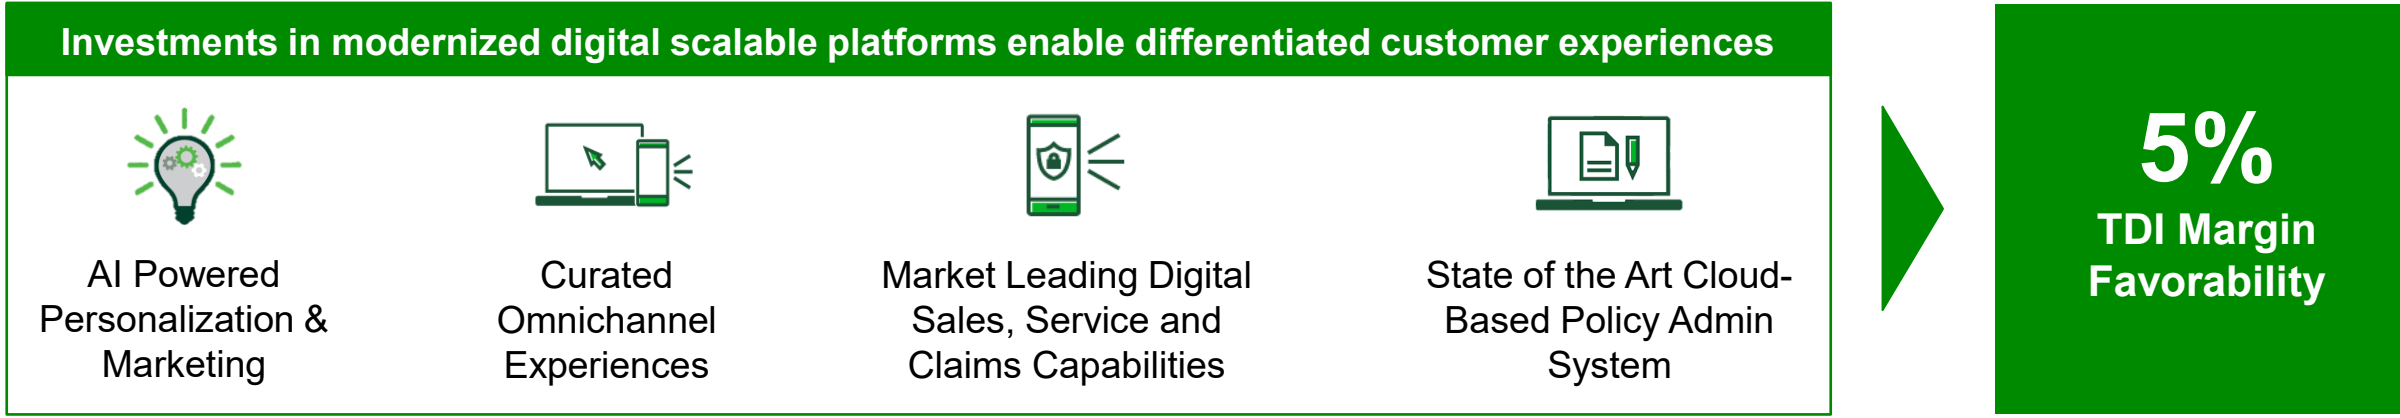 Investments in modernized digital scalable platforms enable differentiated customer experiences
AI Powered
Personalization &
Marketing
Curated
Omnichannel
Experiences
Market Leading Digital
Sales, Service and
Claims Capabilities
State of the Art Cloud-
Based Policy Admin
System
5%
TDI Margin
Favorability